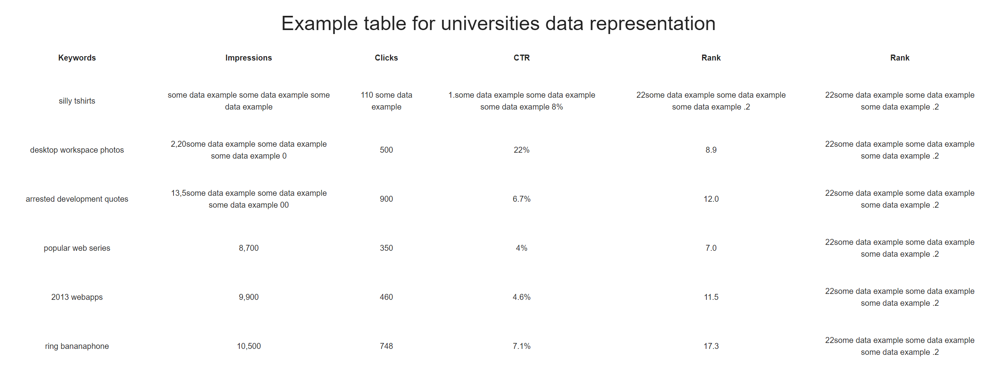 Example table for universities data representation
Keywords Impressions Clicks CTR Rank Rank
some data example some data example some 110 some data 1.some data example some data example 22some data example some data example 22some data example some data example
silly tshirts
data example example some data example 8% some data example .2 some data example .2
2,20some data example some data example 22some data example some data example
desktop workspace photos 500 22% 8.9
some data example 0 some data example .2
13,5some data example some data example 22some data example some data example
arrested development quotes 900 6.7% 12.0
some data example 00 some data example .2
22some data example some data example
popular web series 8,700 350 4% 7.0
some data example .2
22some data example some data example
2013 webapps 9,900 460 4.6% 11.5
some data example .2
22some data example some data example
ring bananaphone 10,500 748 7.1% 17.3
some data example .2